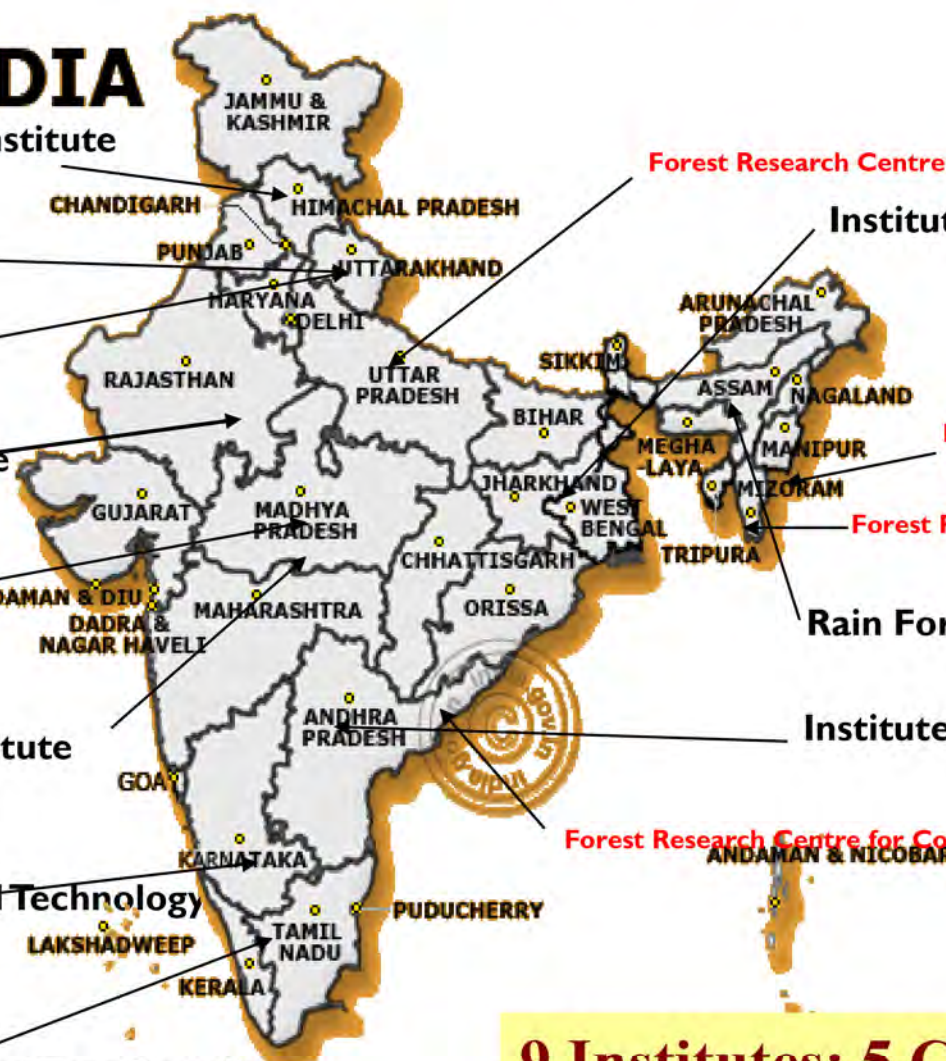 DIA
stitute
JAMMU &
KASHMIR
Forest Research Centre
CHANDIGARH
HIMACHAL PRADESH
Institut
PUNJAB
UTTARAKHAND
HARYANA
DELHI
ARUNACHAL
PRADESH
SIKKIM
RAJASTHAN
UTTAR
PRADESH
ASSAM
NAGALAND
BIHAR
MEGHA
-LAYA
MANIPUR
e
JHARKHAND
MIZORAM
GUJARAT
MADHYA
PRADESH
WEST
BENGAL
Forest F
CHHATTISGARH
TRIPURA
DAMAN & DIU
MAHARASHTRA
ORISSA
DADRA &
NAGAR HAVELI
Rain For
ANDHRA
PRADESH
Institute
tute
gov.in
india
GOA
Forest Research Centre for Co
ANDAMAN & NICOBAR
KARNATAKA
l Technology
PUDUCHERRY
LAKSHADWEEP
TAMIL
NADU
KERALA
9 Institutes: 5 C